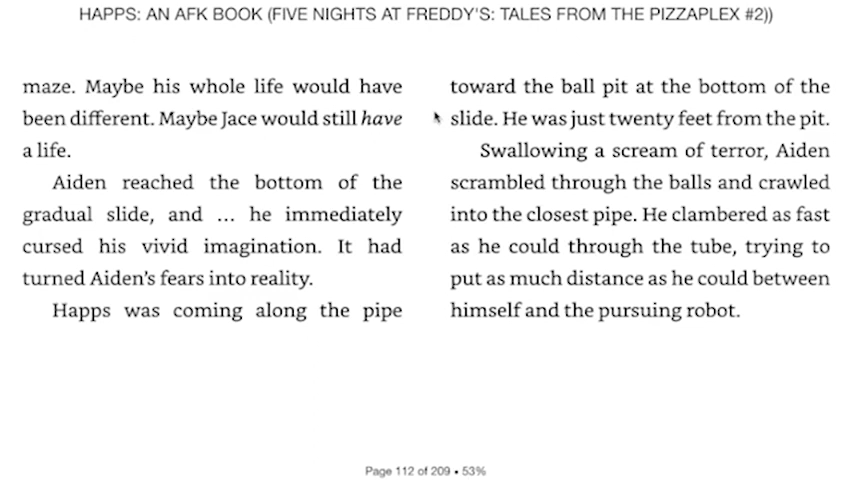 HAPPS: AN AFK BOOK (FIVE NIGHTS AT FREDDY'S: TALES FROM THE PIZZAPLEX #2))
maze. Maybe his whole life would have
been different. Maybe Jace would still have
a life.
Aiden reached the bottom of the
gradual slide, and ... he immediately
cursed his vivid imagination. It had
turned Aiden's fears into reality.
Happs was coming along the pipe
toward the ball pit at the bottom of the
slide. He was just twenty feet from the pit.
Swallowing a scream of terror, Aiden
scrambled through the balls and crawled
into the closest pipe. He clambered as fast
as he could through the tube, trying to
put as much distance as he could between
himself and the pursuing robot.
Page 112 of 209 • 53%